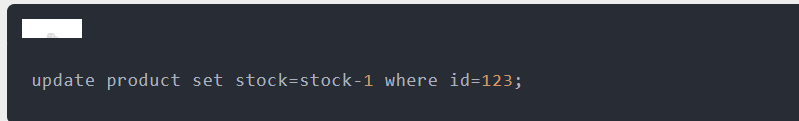 update product set stock=stock-1 where id=123;